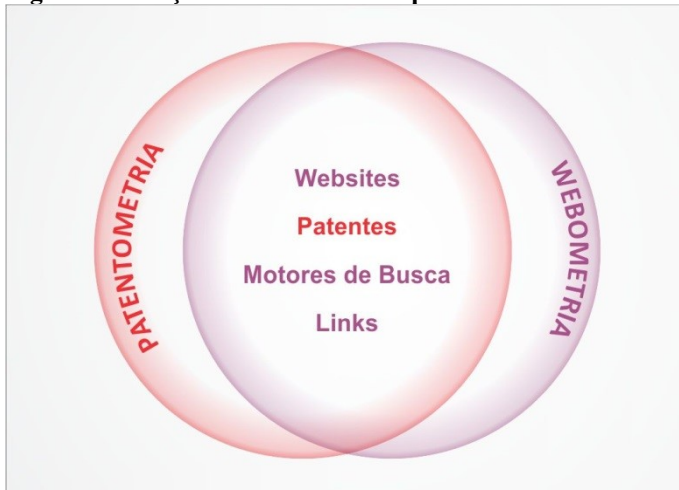 PATENTOMETRIA
WEBOMETRIA
Websites
Patentes
Motores de Busca
Links